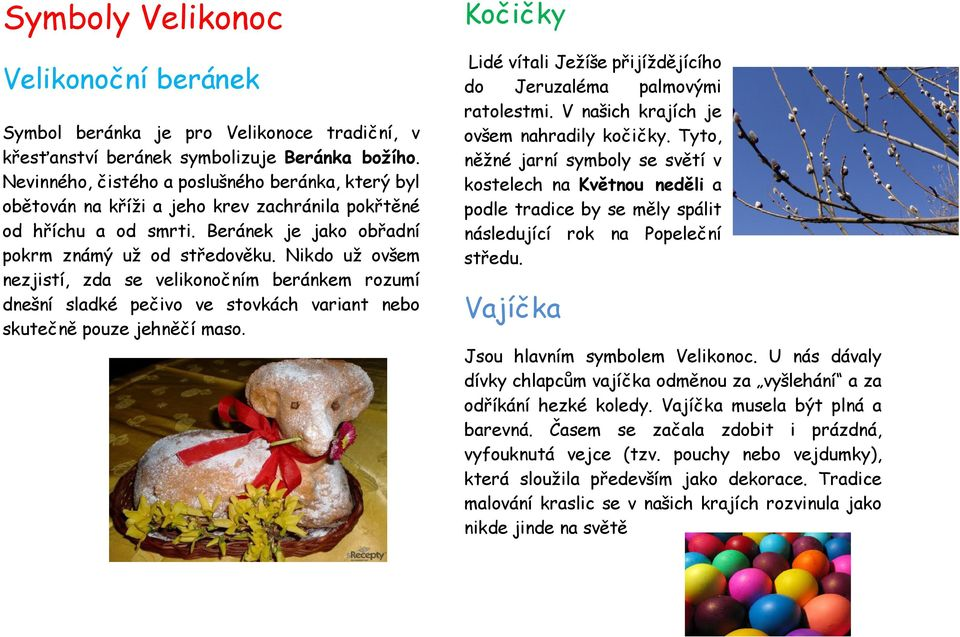 Symboly Velikonoc
Velikonoční beránek
Symbol beránka je pro Velikonoce tradiční, v
křesťanství beránek symbolizuje Beránka božího.
Nevinného, čistého a poslušného beránka, který byl
obětován na kříži a jeho krev zachránila pokřtěné
od hříchu a od smrti. Beránek je jako obřadní
pokrm známý už od středověku. Nikdo už ovšem
nezjistí, zda se velikonočním beránkem rozumí
dnešní sladké pečivo ve stovkách variant nebo
skutečně pouze jehněčí maso.
sRecepty
Kočičky
Lidé vítali Ježíše přijíždějícího
do Jeruzaléma palmovými
ratolestmi. V našich krajích je
ovšem nahradily kočičky. Tyto,
něžné jarní symboly se světí v
kostelech na Květnou neděli a
podle tradice by se měly spálit
následující rok na Popeleční
středu.
Vajíčka
Jsou hlavním symbolem Velikonoc. U nás dávaly
dívky chlapcům vajíčka odměnou za „vyšlehání“ a za
odříkání hezké koledy. Vajíčka musela být plná a
barevná. Časem se začala zdobit i prázdná,
vyfouknutá vejce (tzv. pouchy nebo vejdumky),
která sloužila především jako dekorace. Tradice
malování kraslic se v našich krajích rozvinula jako
nikde jinde na světě